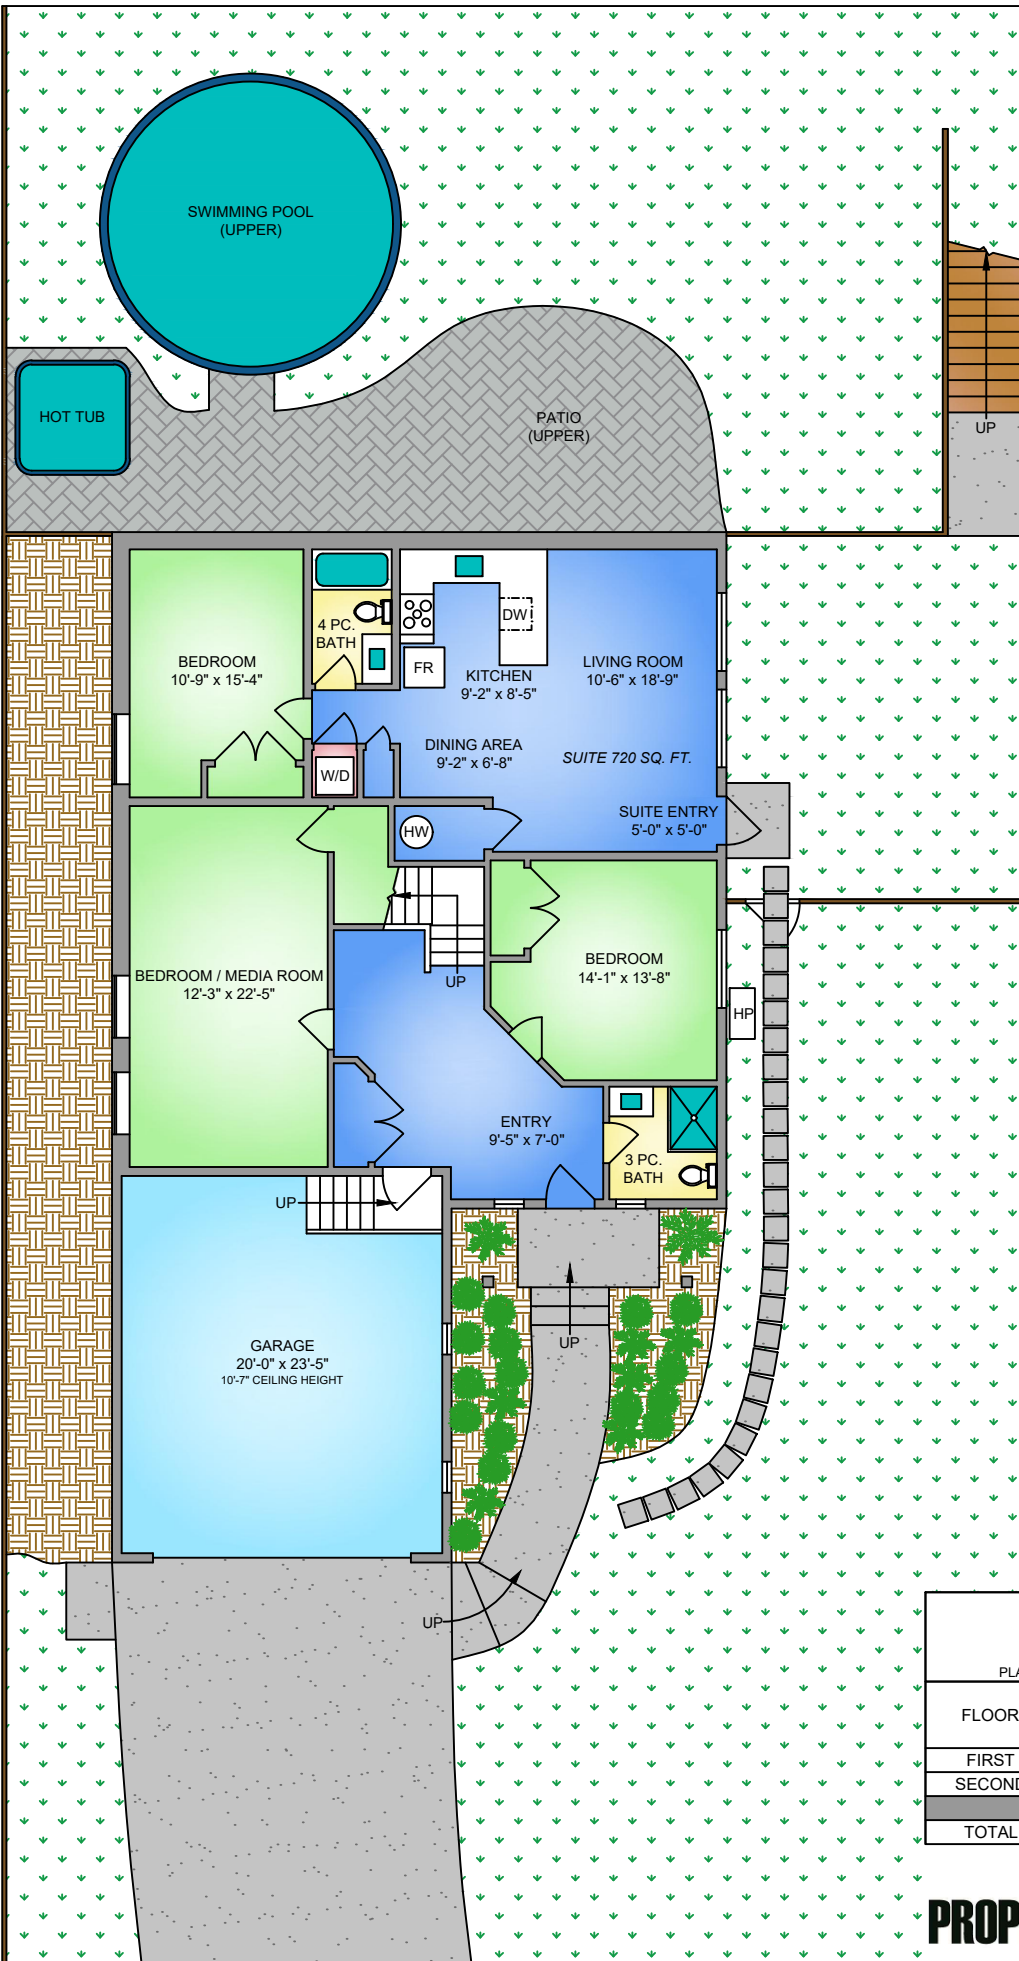 SWIMMING POOL
(UPPER)
HOT TUB
PATIO
(UPPER)
UP
4 PC.
BATH
DW
BEDROOM
10'-9" x 15'-4"
FR
KITCHEN
9'-2" x 8'-5"
LIVING ROOM
10'-6" x 18'-9"
DINING AREA
9'-2" x 6'-8"
SUITE 720 SQ. FT.
W/D
SUITE ENTRY
5'-0" x 5'-0"
HW
BEDROOM / MEDIA ROOM
12'-3" x 22'-5"
UP
BEDROOM
14'-1" x 13'-8"
HP
ENTRY
9'-5" x 7'-0"
3 PC.
BATH
UP
UP
GARAGE
20'-0" x 23'-5"
10'-7" CEILING HEIGHT
UP
PLA
FLOOR
FIRST
SECOND
TOTAL
PROP